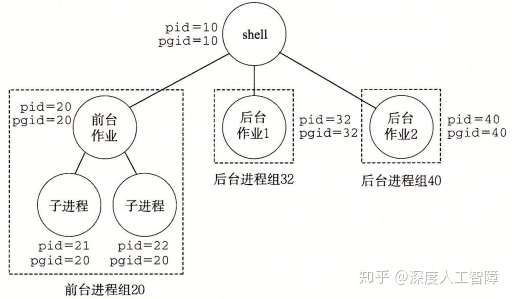 pid=10
pgid=10
shell
pid=20
pgid=20
前台
作业
后台
作业1
pid=32
pgid=32
后台
作业2
pid=40
pgid=40
后台进程组32
后台进程组40
子进程
子进程
pid=21
pgid=20
pid=22
pgid=20
前台进程组20
知乎 @深度人工智障